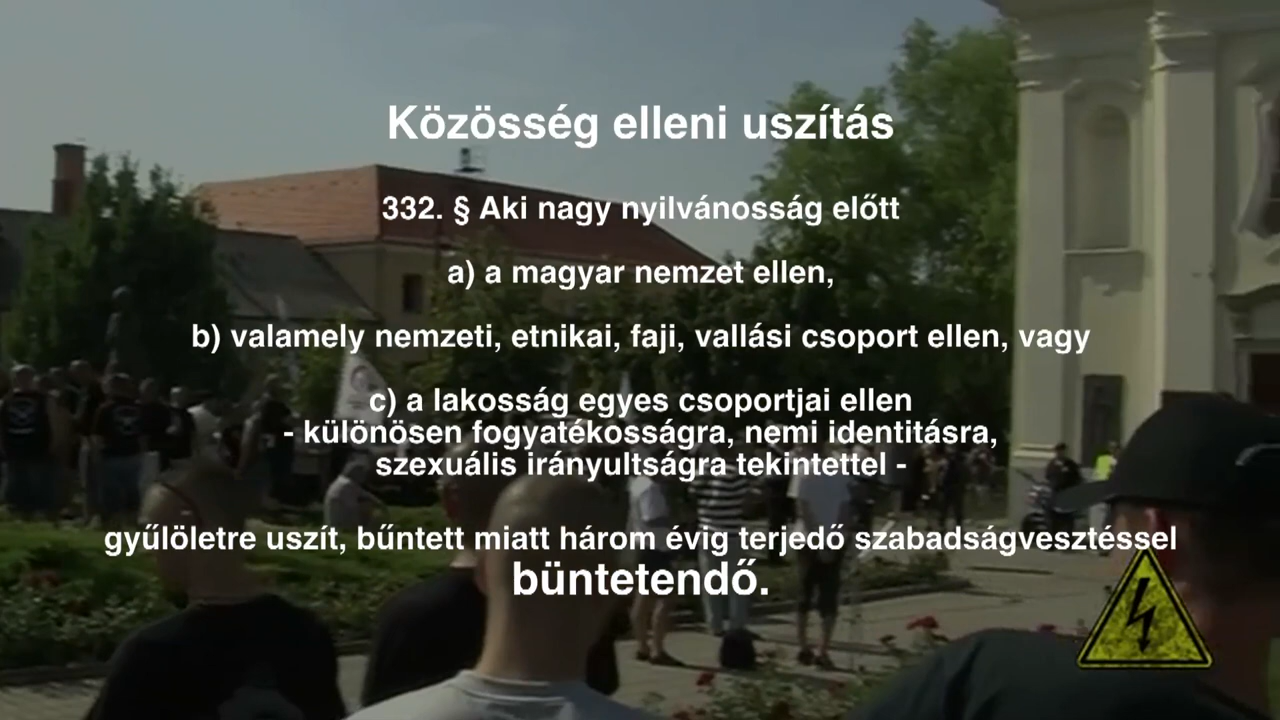 Közösség elleni uszítás
332. § Aki nagy nyilvánosság előtt
a) a magyar nemzet ellen,
b) valamely nemzeti, etnikai, faji, vallási csoport ellen, vagy
c) a lakosság egyes csoportjai ellen
- különösen fogyatékosságra, nemi identitásra,
szexuális irányultságra tekintettel -
gyűlöletre uszít, bűntett miatt három évig terjedő szabadságvesztéssel
büntetendő.